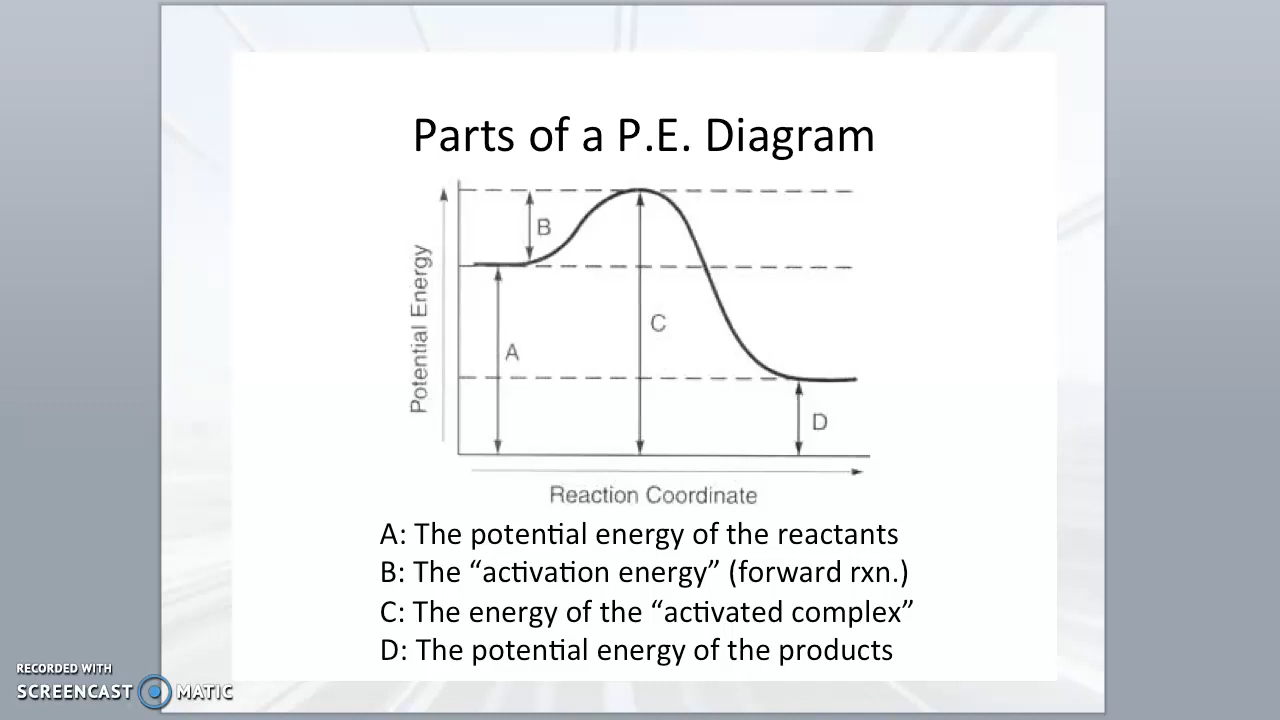 Parts of a P.E. Diagram
B
Potential Energy
C
A
D
Reaction Coordinate
A: The potential energy of the reactants
B: The “activation energy” (forward rxn.)
C: The energy of the “activated complex”
D: The potential energy of the products
RECORDED WITH
SCREENCAST MATIC